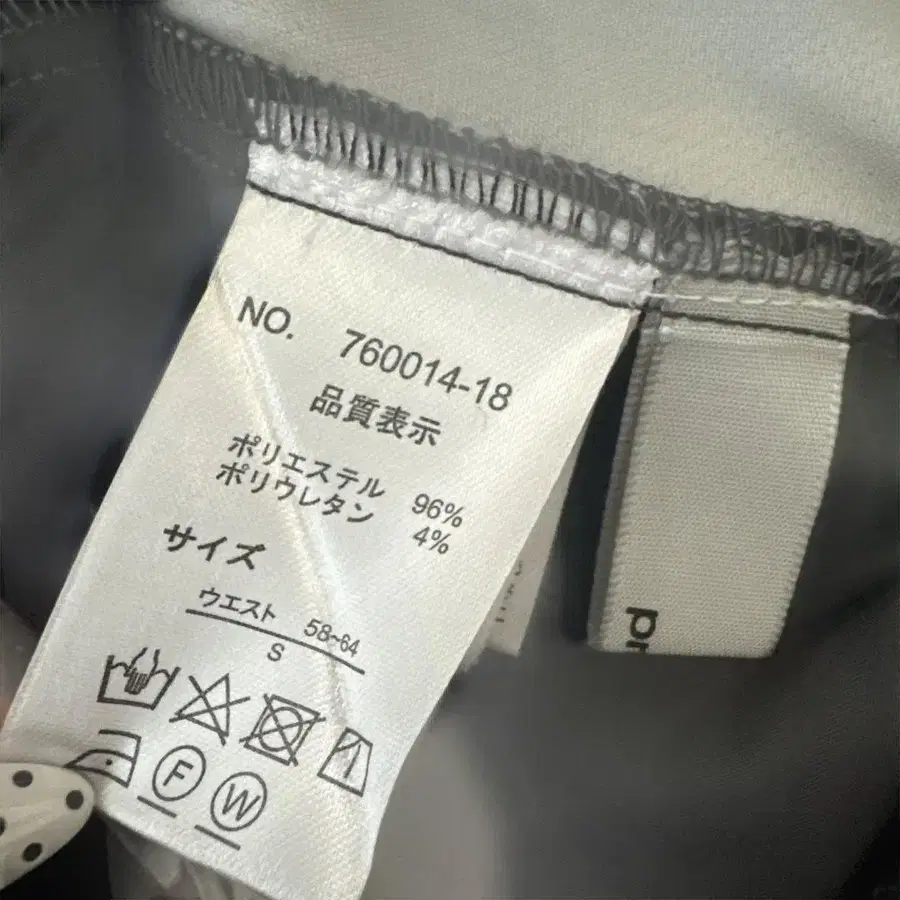 NO. 760014-18
品質表示
ポリエステル 96%
ポリウレタン 4%
サイズ
ウエスト 58~64
S
F W